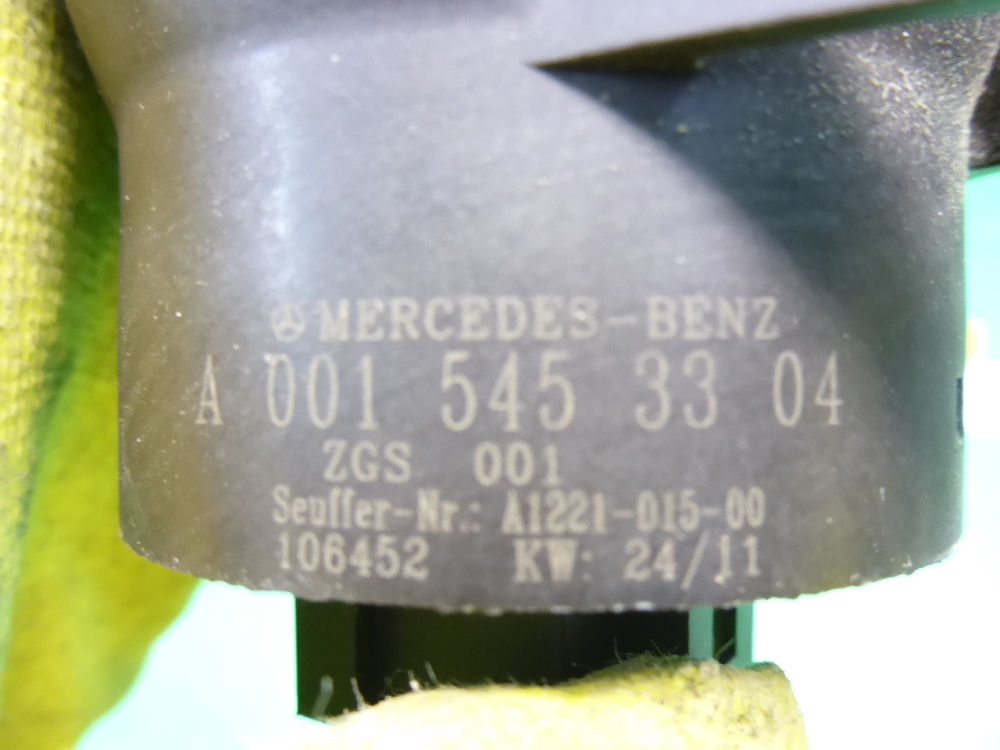 MERCEDES-BENZ
A 001 545 33 04
ZGS 001
Seuffer-Nr.: A1221-015-00
106452 KW: 24/11